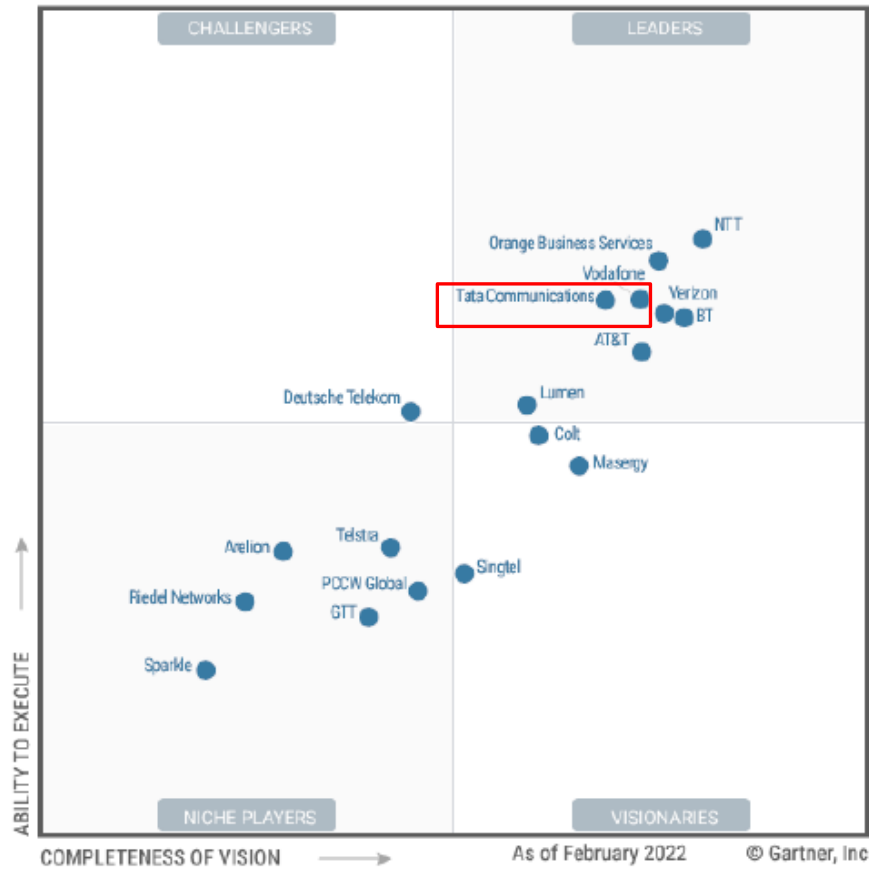 CHALLENGERS
LEADERS
NTT
Orange Business Services
Vodafone
Tata Communications
Verizon
BT
AT&T
Deutsche Telekom
Lumen
Colt
Masergy
Telstra
Arelion
Singtel
PCCW Global
Riedel Networks
GTT
Sparkle
ABILITY TO EXECUTE
NICHE PLAYERS
VISIONARIES
COMPLETENESS OF VISION
As of February 2022
© Gartner, Inc